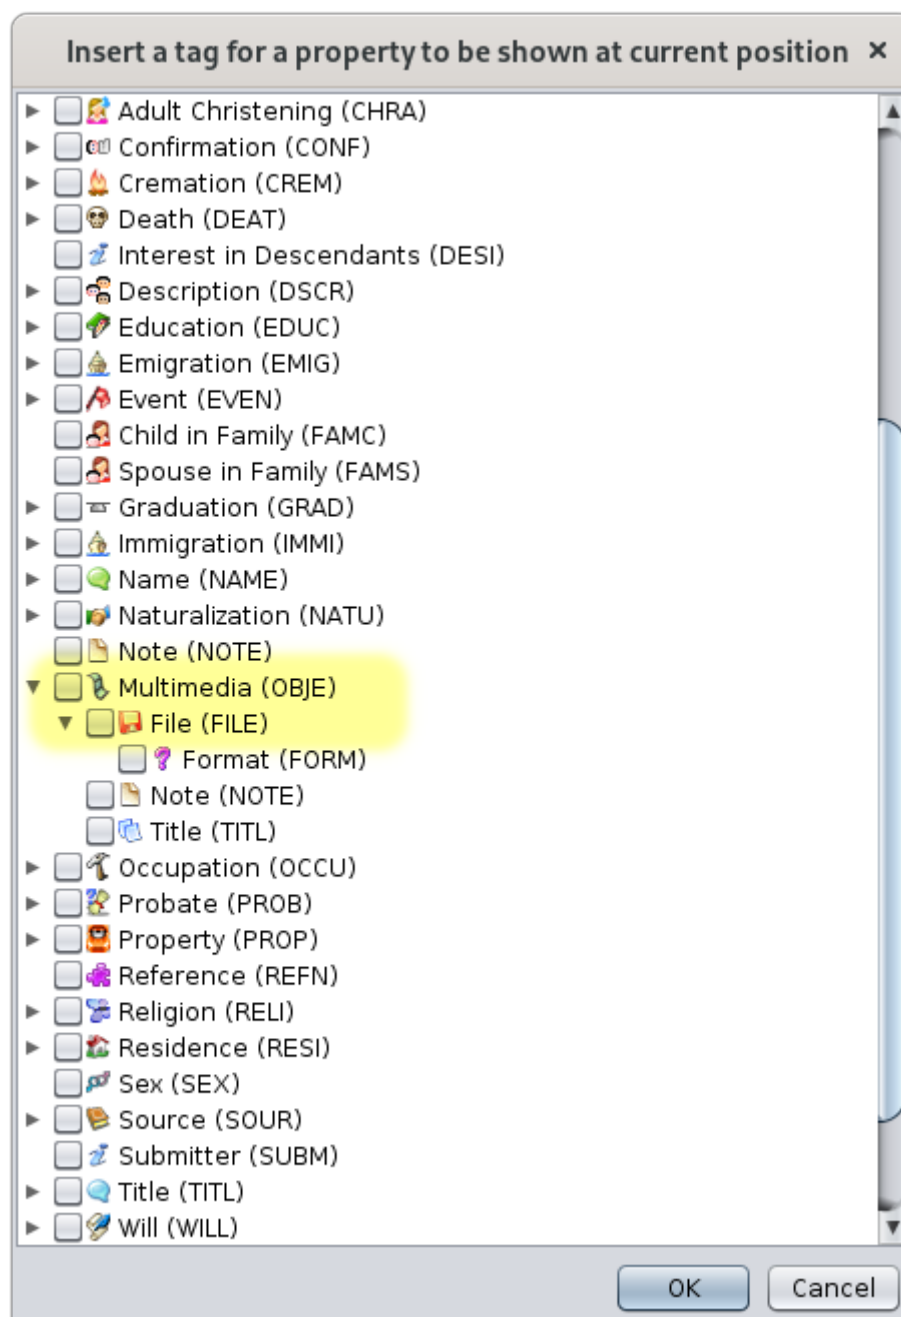 Insert a tag for a property to be shown at current position ×
Adult Christening (CHRA)
Confirmation (CONF)
Cremation (CREM)
Death (DEAT)
Interest in Descendants (DESI)
Description (DSCR)
Education (EDUC)
Emigration (EMIG)
Event (EVEN)
Child in Family (FAMC)
Spouse in Family (FAMS)
Graduation (GRAD)
Immigration (IMMI)
Name (NAME)
Naturalization (NATU)
Note (NOTE)
Multimedia (OBJE)
File (FILE)
Format (FORM)
Note (NOTE)
Title (TITL)
Occupation (OCCU)
Probate (PROB)
Property (PROP)
Reference (REFN)
Religion (RELI)
Residence (RESI)
Sex (SEX)
Source (SOUR)
Submitter (SUBM)
Title (TITL)
Will (WILL)
OK Cancel